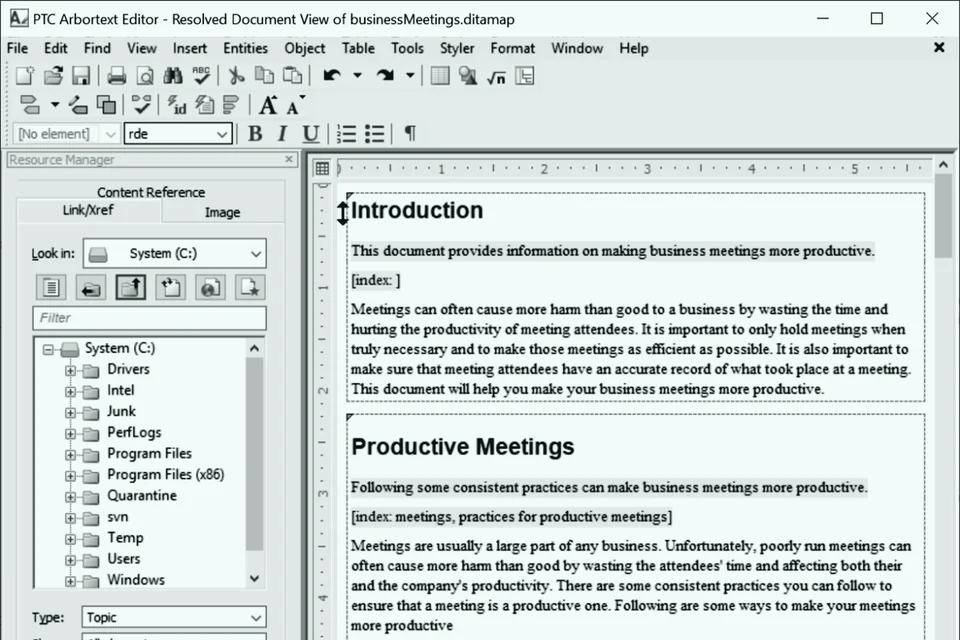 PTC Arbortext Editor - Resolved Document View of businessMeetings.ditamap
File Edit Find View Insert Entities Object Table Tools Styler Format Window Help
ABC
√n
id A A
[No element] rde B I U ¶
Resource Manager
Content Reference
Link/Xref Image
Look in: System (C:)
Filter
System (C:)
Drivers
Intel
Junk
PerfLogs
Program Files
Program Files (x86)
Quarantine
svn
Temp
Users
Windows
Type: Topic
1 2 3 4 5
1
2
3
4
Introduction
This document provides information on making business meetings more productive.
[index: ]
Meetings can often cause more harm than good to a business by wasting the time and
hurting the productivity of meeting attendees. It is important to only hold meetings when
truly necessary and to make those meetings as efficient as possible. It is also important to
make sure that meeting attendees have an accurate record of what took place at a meeting.
This document will help you make your business meetings more productive.
Productive Meetings
Following some consistent practices can make business meetings more productive.
[index: meetings, practices for productive meetings]
Meetings are usually a large part of any business. Unfortunately, poorly run meetings can
often cause more harm than good by wasting the attendees' time and affecting both their
and the company's productivity. There are some consistent practices you can follow to
ensure that a meeting is a productive one. Following are some ways to make your meetings
more productive